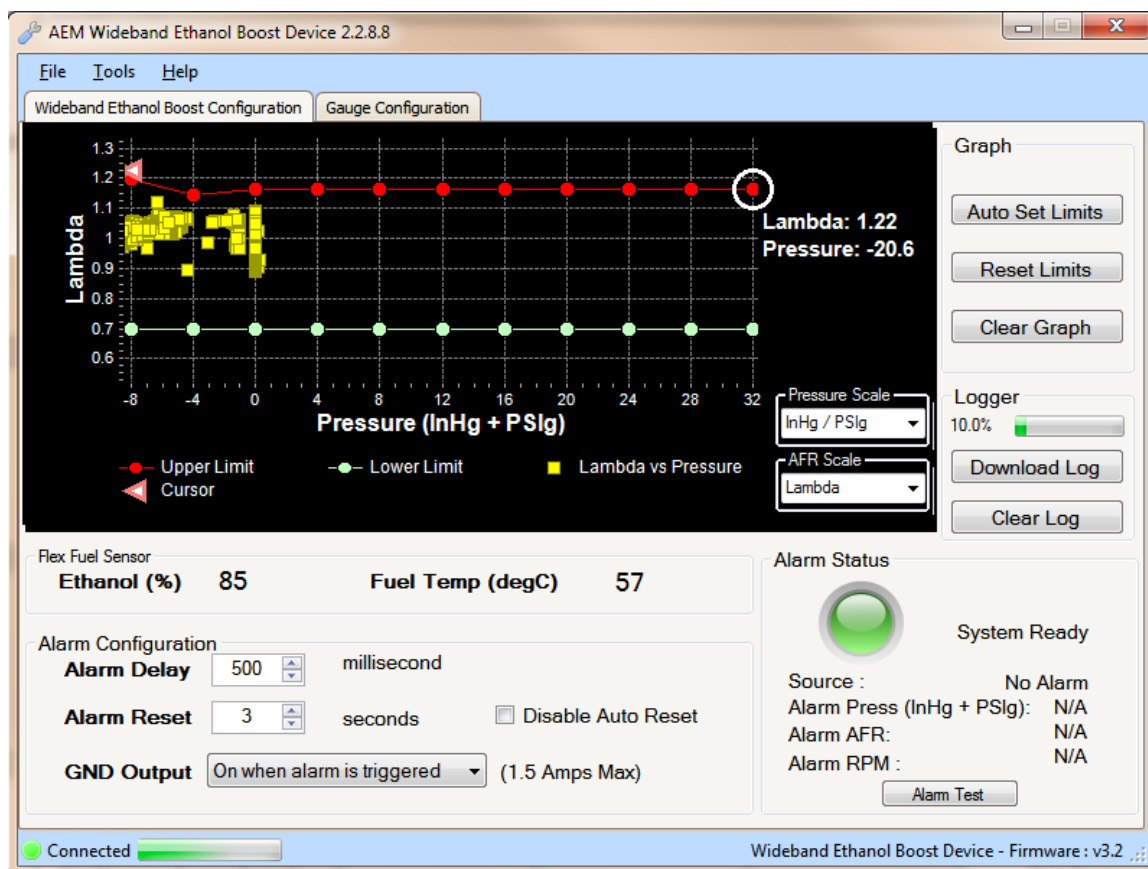 AEM Wideband Ethanol Boost Device 2.2.8.8
File Tools Help
Wideband Ethanol Boost Configuration Gauge Configuration
1.3
1.2
1.1
1
0.9
0.8
0.7
0.6
Lambda
-8 -4 0 4 8 12 16 20 24 28 32
Pressure (InHg + PSIg)
Lambda: 1.22
Pressure: -20.6
Upper Limit Lower Limit Lambda vs Pressure
Cursor
Pressure Scale
InHg / PSIg
AFR Scale
Lambda
Graph
Auto Set Limits
Reset Limits
Clear Graph
Logger
10.0%
Download Log
Clear Log
Flex Fuel Sensor
Ethanol (%) 85 Fuel Temp (degC) 57
Alarm Configuration
Alarm Delay 500 millisecond
Alarm Reset 3 seconds Disable Auto Reset
GND Output On when alarm is triggered (1.5 Amps Max)
Alarm Status
System Ready
Source : No Alarm
Alarm Press (InHg + PSIg): N/A
Alarm AFR: N/A
Alarm RPM : N/A
Alarm Test
Connected Wideband Ethanol Boost Device - Firmware : v3.2